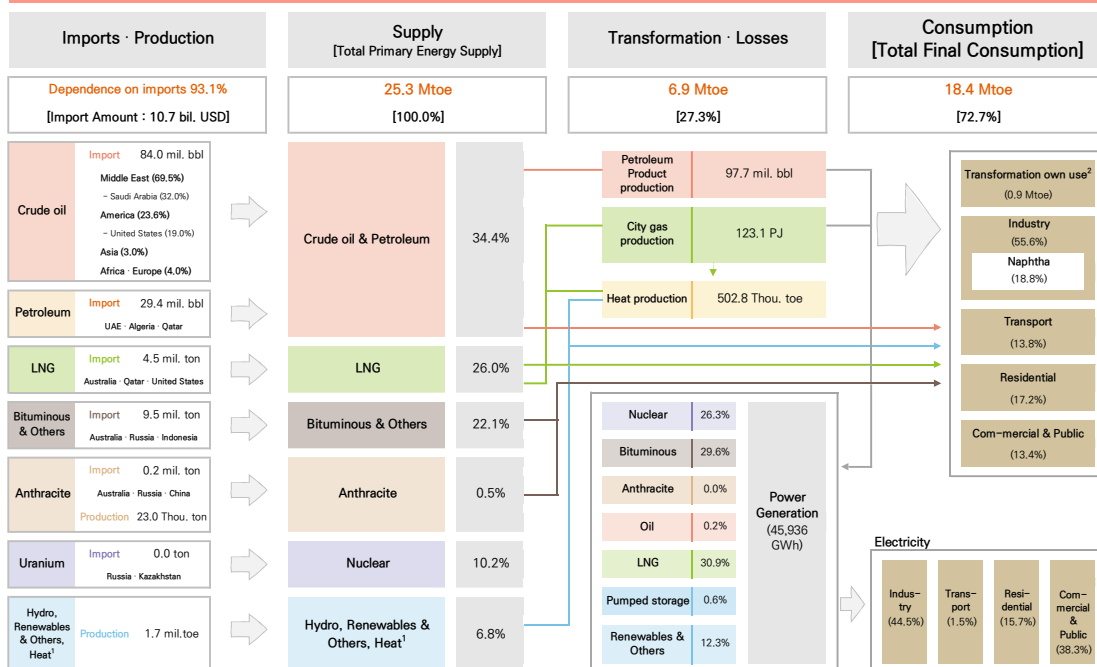 Imports · Production
Dependence on imports 93.1%
[Import Amount : 10.7 bil. USD]
Crude oil
Import 84.0 mil. bbl
Middle East (69.5%)
- Saudi Arabia (32.0%)
America (23.6%)
- United States (19.0%)
Asia (3.0%)
Africa · Europe (4.0%)
Petroleum
Import 29.4 mil. bbl
UAE · Algeria · Qatar
LNG
Import 4.5 mil. ton
Australia · Qatar · United States
Bituminous
& Others
Import 9.5 mil. ton
Australia · Russia · Indonesia
Anthracite
Import 0.2 mil. ton
Australia · Russia · China
Production 23.0 Thou. ton
Uranium
Import 0.0 ton
Russia · Kazakhstan
Hydro,
Renewables
& Others,
Heat¹
Production 1.7 mil.toe
Supply
[Total Primary Energy Supply]
25.3 Mtoe
[100.0%]
Crude oil & Petroleum 34.4%
LNG 26.0%
Bituminous & Others 22.1%
Anthracite 0.5%
Nuclear 10.2%
Hydro, Renewables &
Others, Heat¹
6.8%
Transformation · Losses
6.9 Mtoe
[27.3%]
Petroleum
Product
production
97.7 mil. bbl
City gas
production
123.1 PJ
Heat production 502.8 Thou. toe
Nuclear 26.3%
Bituminous 29.6%
Anthracite 0.0%
Oil 0.2%
LNG 30.9%
Pumped storage 0.6%
Renewables &
Others
12.3%
Power
Generation
(45,936
GWh)
Consumption
[Total Final Consumption]
18.4 Mtoe
[72.7%]
Transformation own use²
(0.9 Mtoe)
Industry
(55.6%)
Naphtha
(18.8%)
Transport
(13.8%)
Residential
(17.2%)
Com-mercial & Public
(13.4%)
Electricity
Indus-
try
(44.5%)
Trans-
port
(1.5%)
Resi-
dential
(15.7%)
Com-
mercial
&
Public
(38.3%)